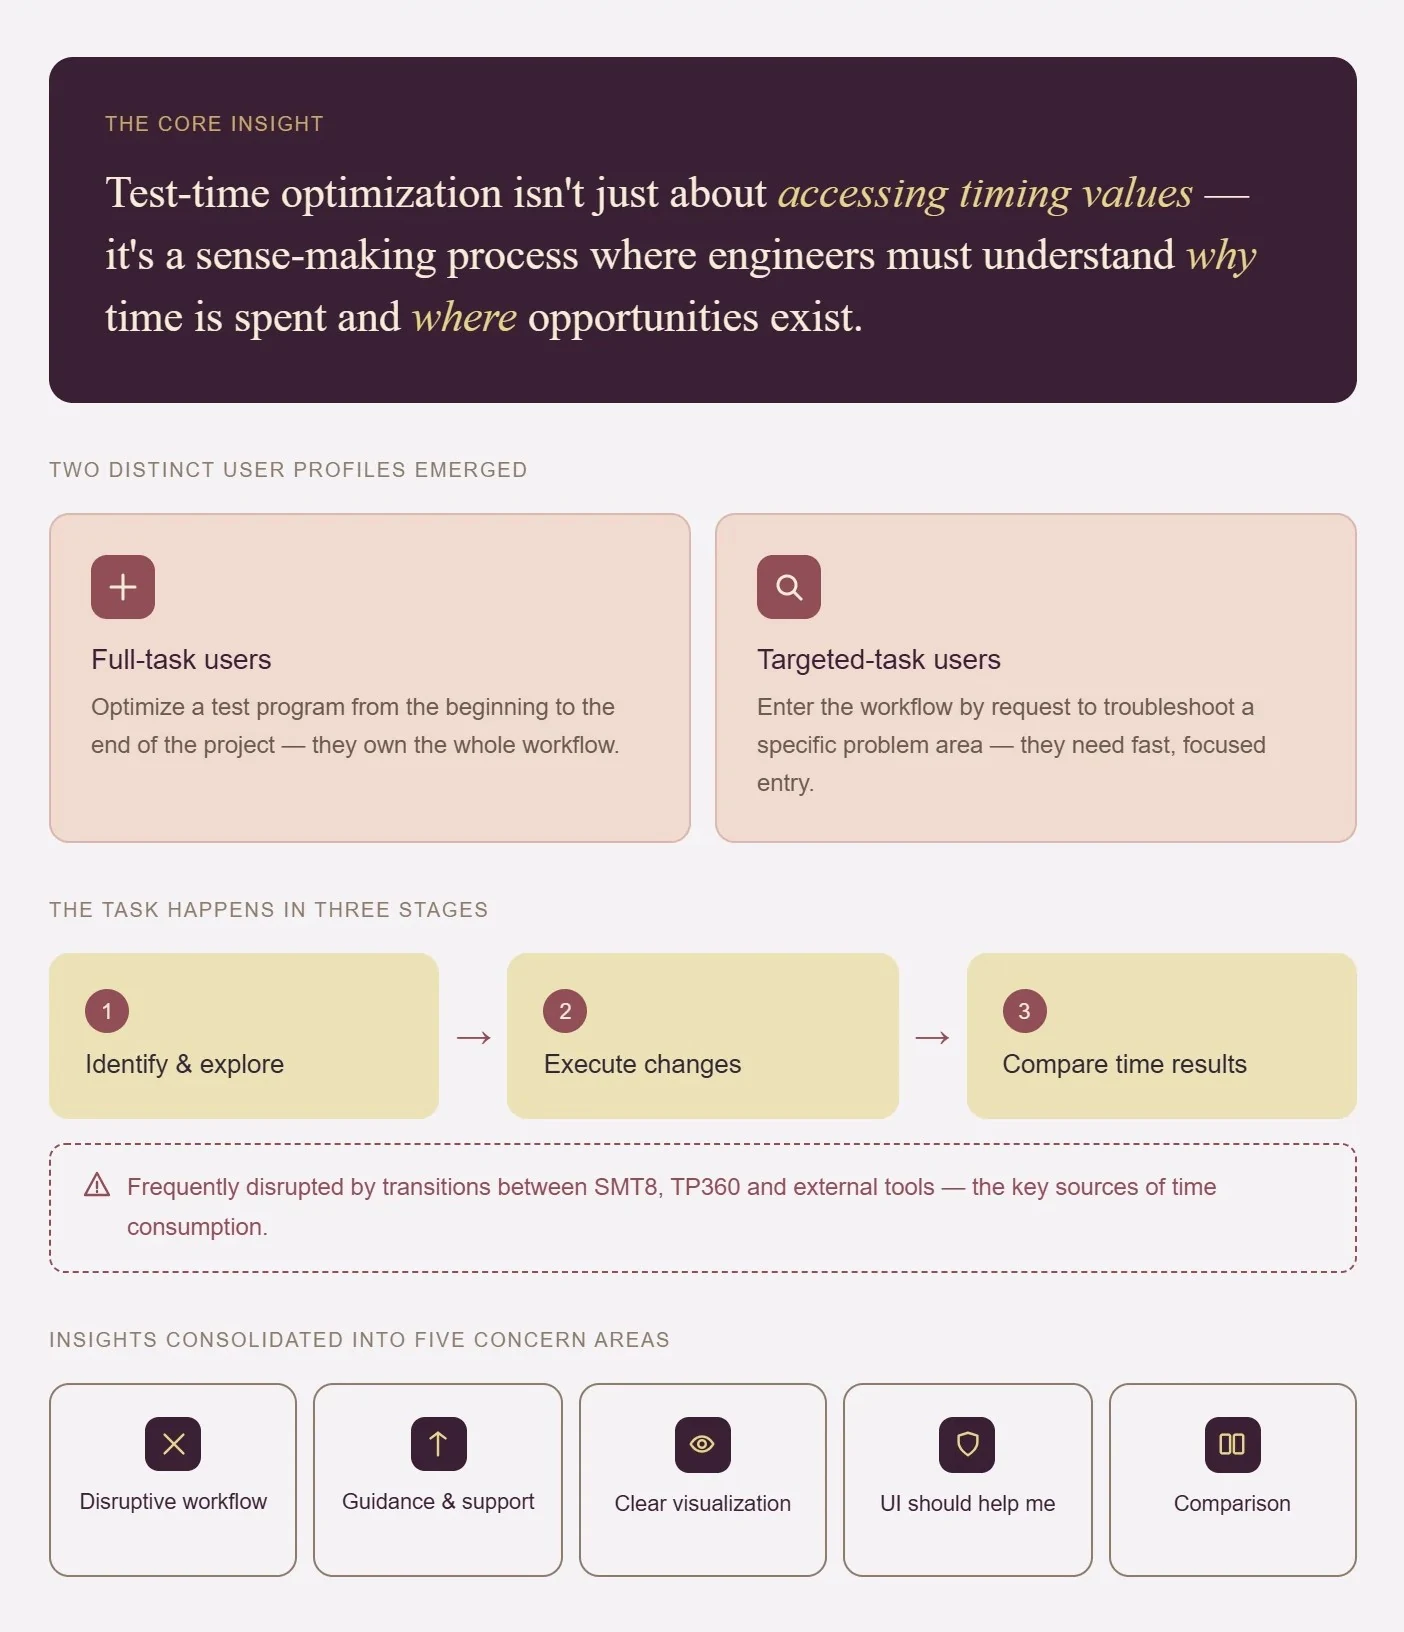 THE CORE INSIGHT
Test-time optimization isn't just about accessing timing values —
it's a sense-making process where engineers must understand why
time is spent and where opportunities exist.
TWO DISTINCT USER PROFILES EMERGED
Full-task users
Optimize a test program from the beginning to the
end of the project — they own the whole workflow.
Targeted-task users
Enter the workflow by request to troubleshoot a
specific problem area — they need fast, focused
entry.
THE TASK HAPPENS IN THREE STAGES
1
Identify & explore
→
2
Execute changes
→
3
Compare time results
Frequently disrupted by transitions between SMT8, TP360 and external tools — the key sources of time
consumption.
INSIGHTS CONSOLIDATED INTO FIVE CONCERN AREAS
Disruptive workflow
Guidance & support
Clear visualization
UI should help me
Comparison